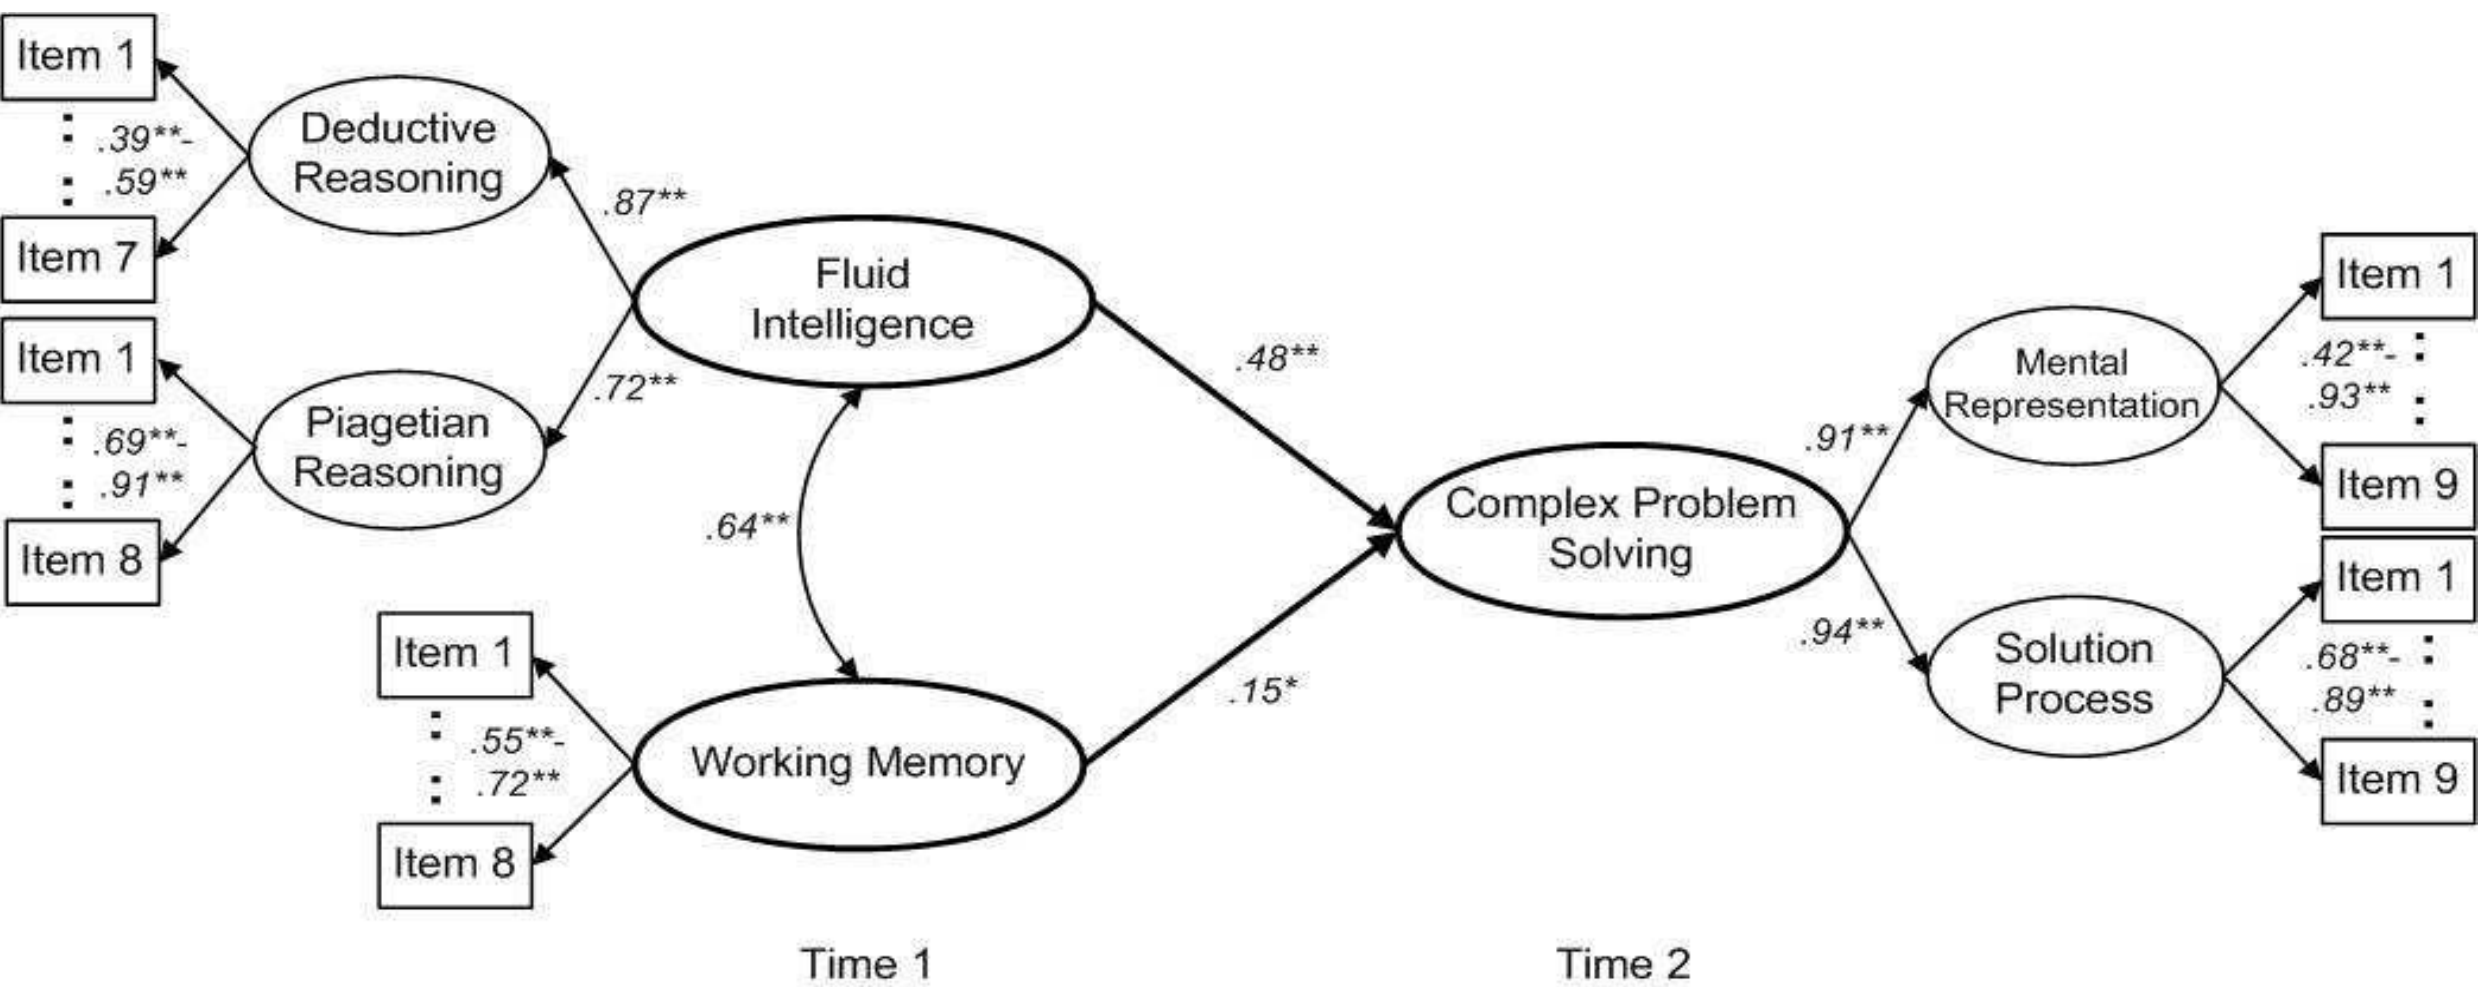 Item 1
.39**-
.59**
Item 7
Deductive
Reasoning
.87**
Item 1
.69**-
.91**
Item 8
Piagetian
Reasoning
.72**
Fluid
Intelligence
.64**
Item 1
.55**-
.72**
Item 8
Working Memory
.48**
.15*
Complex Problem
Solving
.91**
.94**
Mental
Representation
Item 1
.42**-
.93**
Item 9
Solution
Process
Item 1
.68**-
.89**
Item 9
Time 1
Time 2